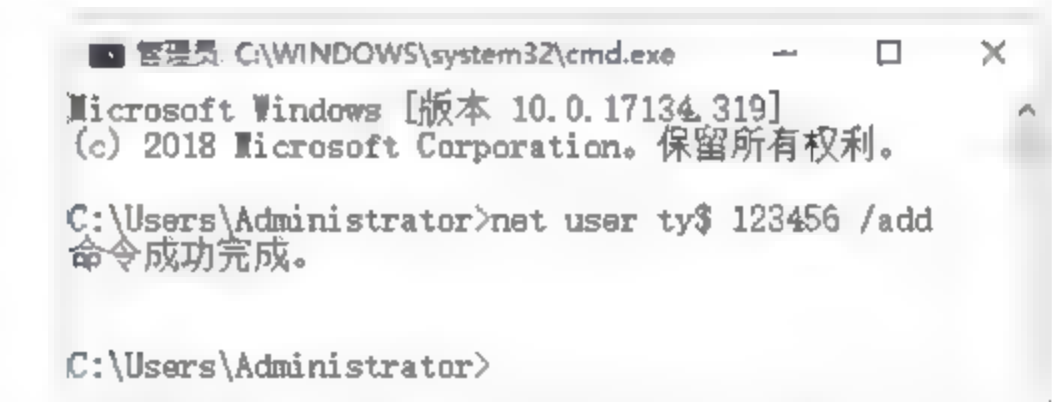 管理员 C:\WINDOWS\system32\cmd.exe
Microsoft Windows [版本 10.0.17134.319]
(c) 2018 Microsoft Corporation。保留所有权利。
C:\Users\Administrator>net user ty$ 123456 /add
命令成功完成。
C:\Users\Administrator>